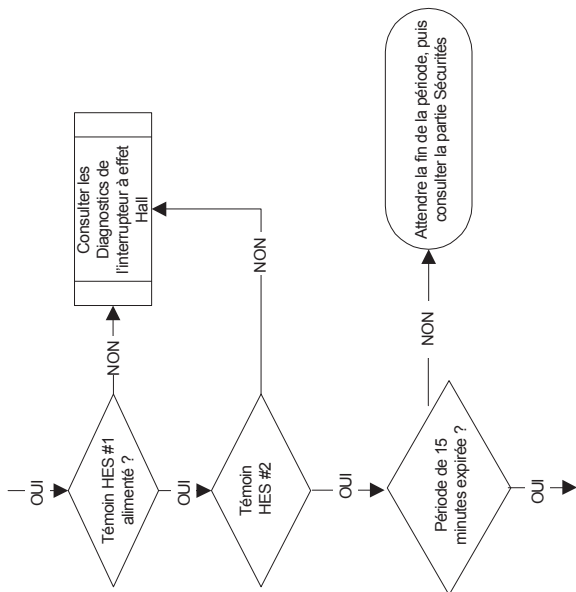 OUI
Témoin HES #1
alimenté ?
NON
Consulter les
Diagnostics de
l'interrupteur à effet
Hall
OUI
Témoin
HES #2
NON
OUI
Période de 15
minutes expirée ?
NON
Attendre la fin de la période, puis
consulter la partie Sécurités
OUI